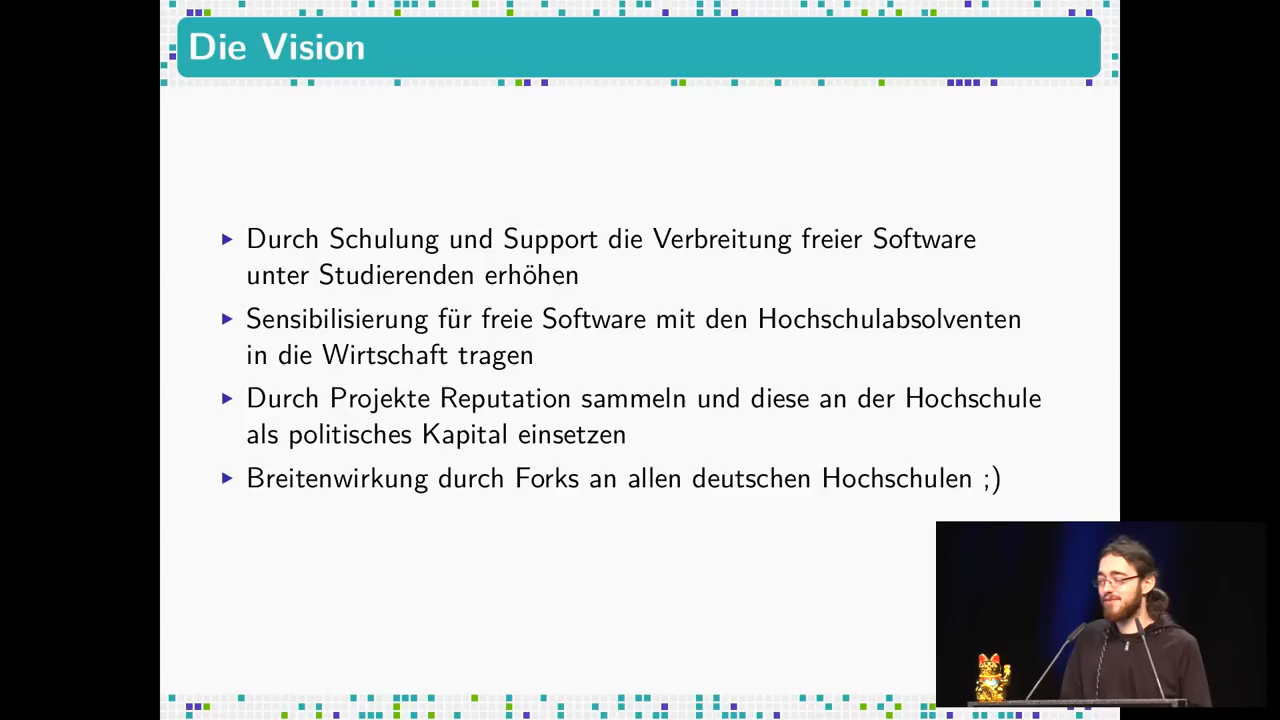 Die Vision
Durch Schulung und Support die Verbreitung freier Software
unter Studierenden erhöhen
Sensibilisierung für freie Software mit den Hochschulabsolventen
in die Wirtschaft tragen
Durch Projekte Reputation sammeln und diese an der Hochschule
als politisches Kapital einsetzen
Breitenwirkung durch Forks an allen deutschen Hochschulen ;)